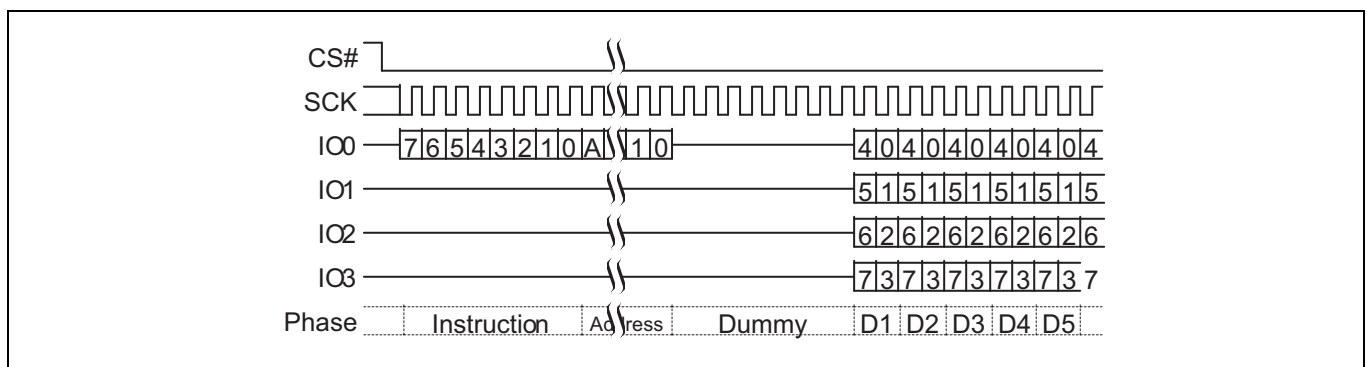 CS#
SCK
IO0 7 6 5 4 3 2 1 0 A 1 0 4 0 4 0 4 0 4 0 4 0 4
IO1 5 1 5 1 5 1 5 1 5 1 5
IO2 6 2 6 2 6 2 6 2 6 2 6
IO3 7 3 7 3 7 3 7 3 7 3 7
Phase Instruction Address Dummy D1 D2 D3 D4 D5